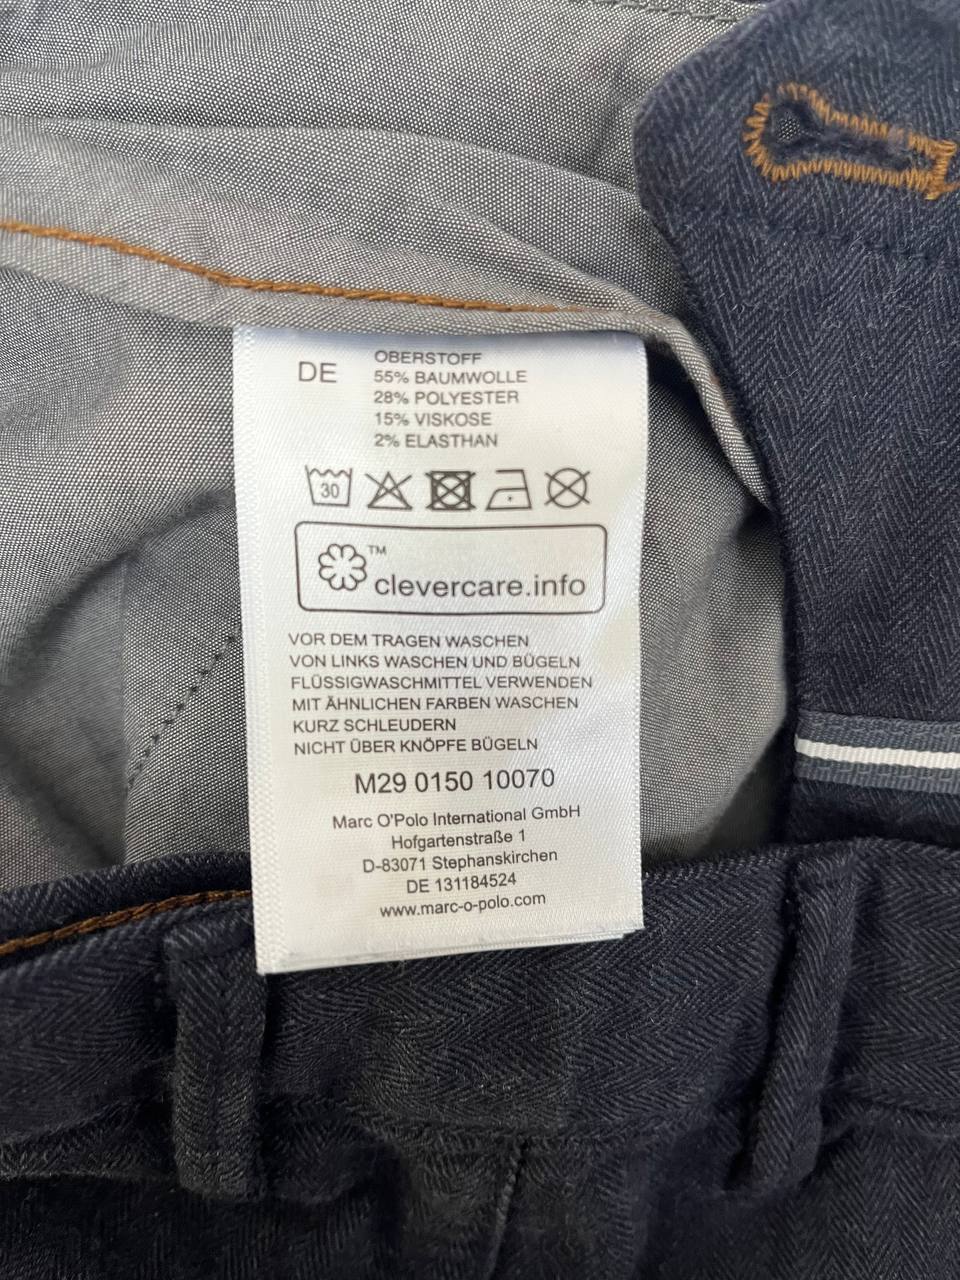 DE
OBERSTOFF
55% BAUMWOLLE
28% POLYESTER
15% VISKOSE
2% ELASTHAN
30
™
clevercare.info
VOR DEM TRAGEN WASCHEN
VON LINKS WASCHEN UND BÜGELN
FLÜSSIGWASCHMITTEL VERWENDEN
MIT ÄHNLICHEN FARBEN WASCHEN
KURZ SCHLEUDERN
NICHT ÜBER KNÖPFE BÜGELN
M29 0150 10070
Marc O'Polo International GmbH
Hofgartenstraße 1
D-83071 Stephanskirchen
DE 131184524
www.marc-o-polo.com